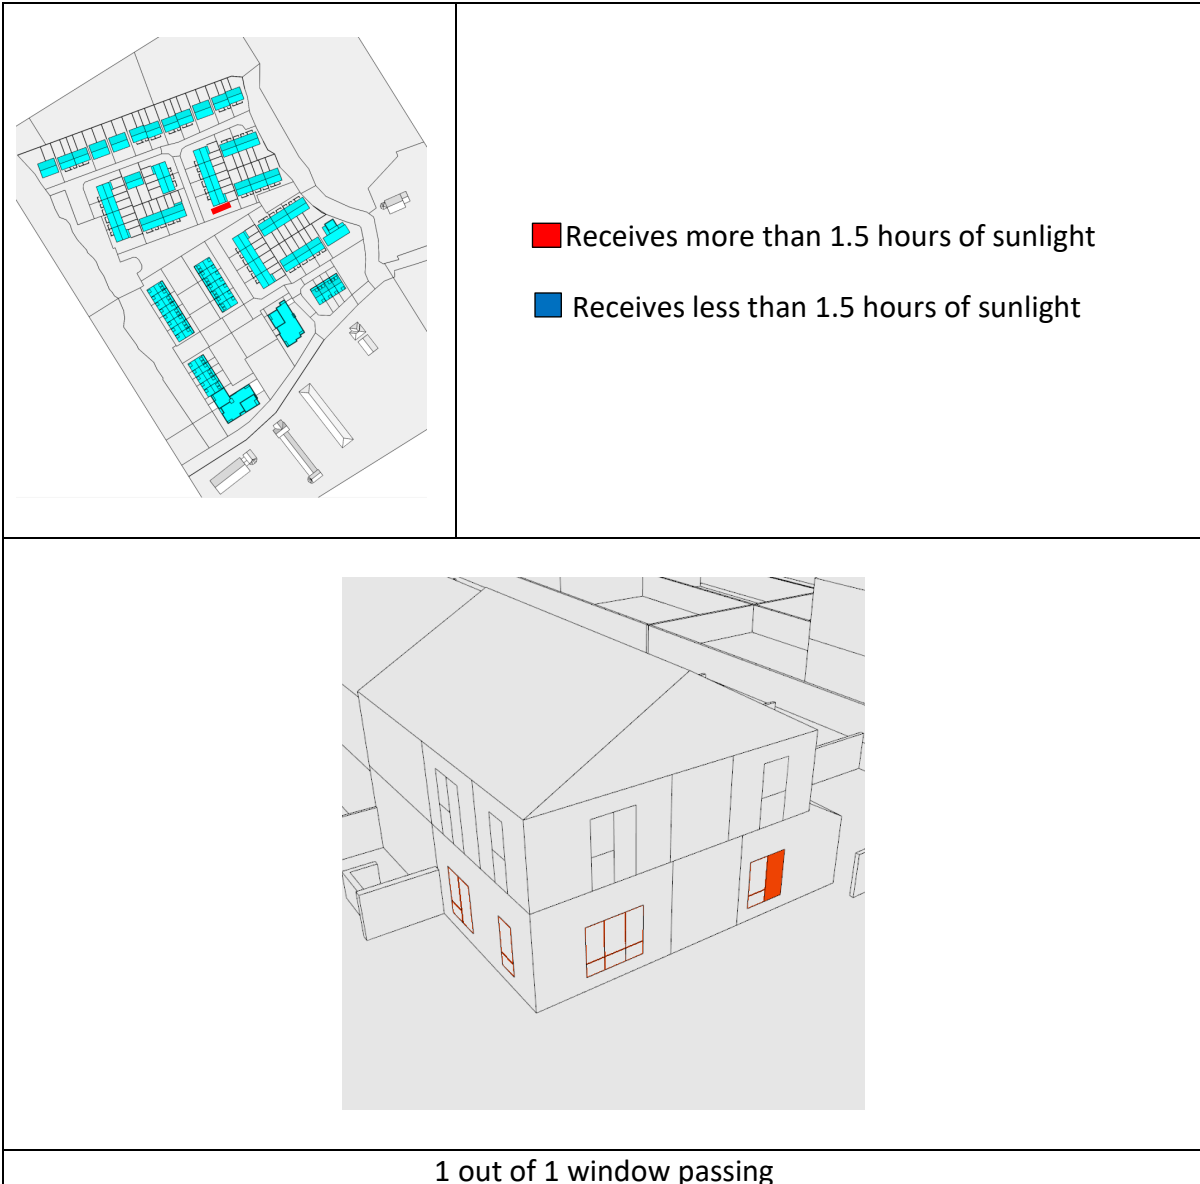 Receives more than 1.5 hours of sunlight
Receives less than 1.5 hours of sunlight
1 out of 1 window passing